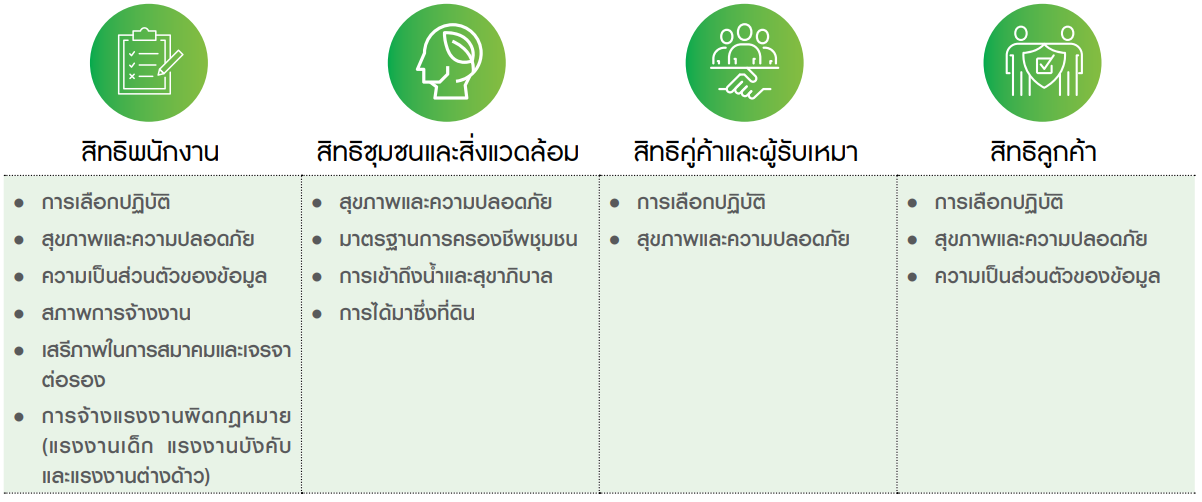 สิทธิพนักงาน
● การเลือกปฏิบัติ
● สุขภาพและความปลอดภัย
● ความเป็นส่วนตัวของข้อมูล
● สภาพการจ้างงาน
● เสรีภาพในการสมาคมและเจรจา
ต่อรอง
● การจ้างแรงงานผิดกฎหมาย
(แรงงานเด็ก แรงงานบังคับ
และแรงงานต่างด้าว)
สิทธิชุมชนและสิ่งแวดล้อม
● สุขภาพและความปลอดภัย
● มาตรฐานการครองชีพชุมชน
● การเข้าถึงน้ำและสุขาภิบาล
● การได้มาซึ่งที่ดิน
สิทธิคู่ค้าและผู้รับเหมา
● การเลือกปฏิบัติ
● สุขภาพและความปลอดภัย
สิทธิลูกค้า
● การเลือกปฏิบัติ
● สุขภาพและความปลอดภัย
● ความเป็นส่วนตัวของข้อมูล